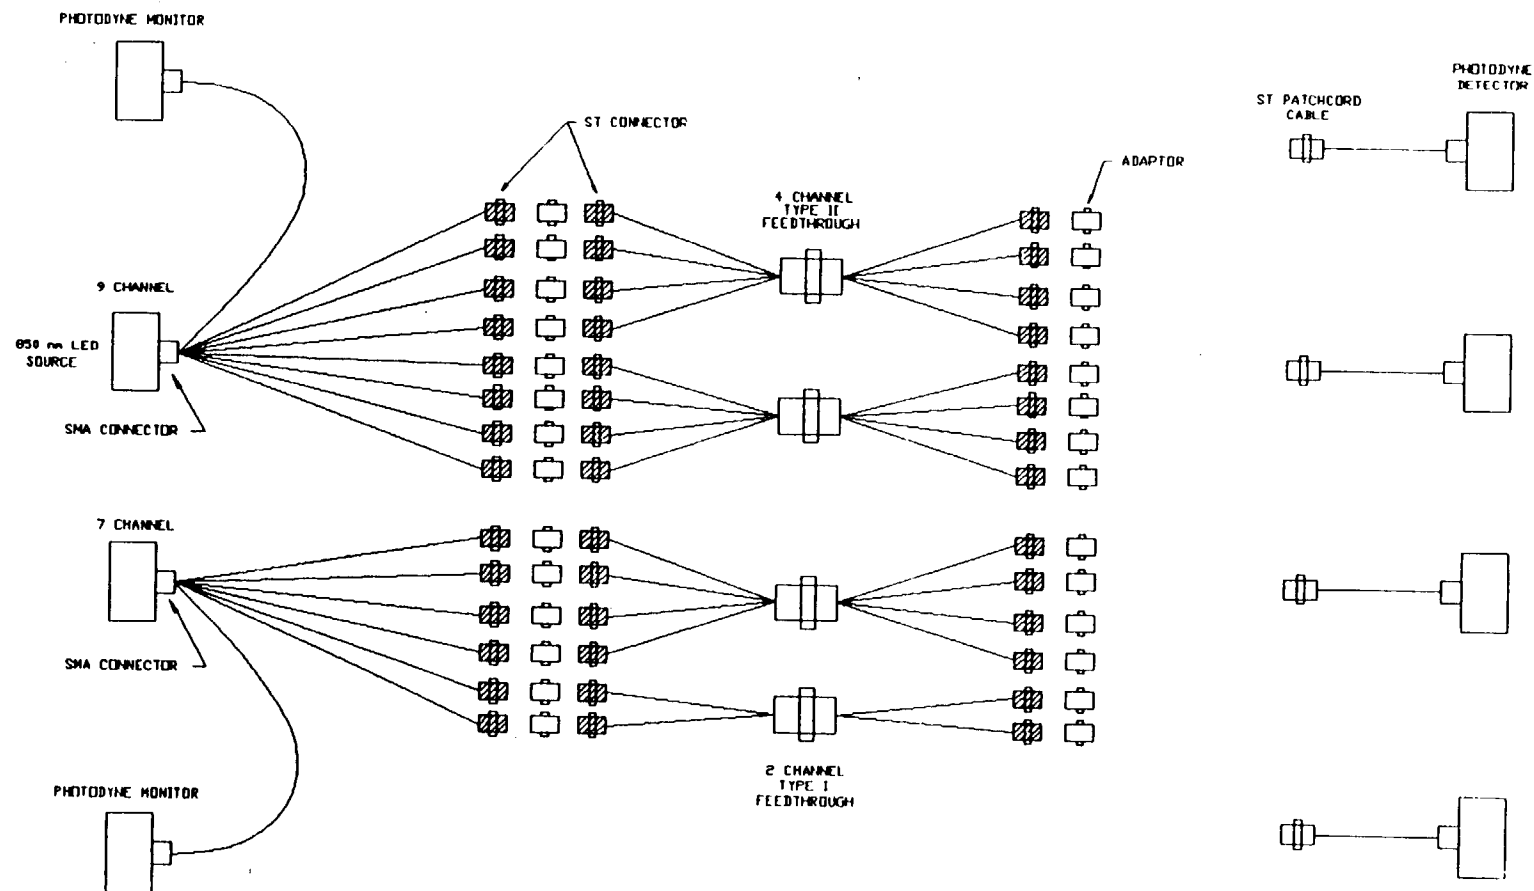 PHOTODYNE MONITOR
PHOTODYNE
DETECTOR
ST PATCHCORD
CABLE
ST CONNECTOR
ADAPTOR
4 CHANNEL
TYPE II
FEEDTHROUGH
9 CHANNEL
850 nm LED
SOURCE
SMA CONNECTOR
7 CHANNEL
SMA CONNECTOR
2 CHANNEL
TYPE I
FEEDTHROUGH
PHOTODYNE MONITOR